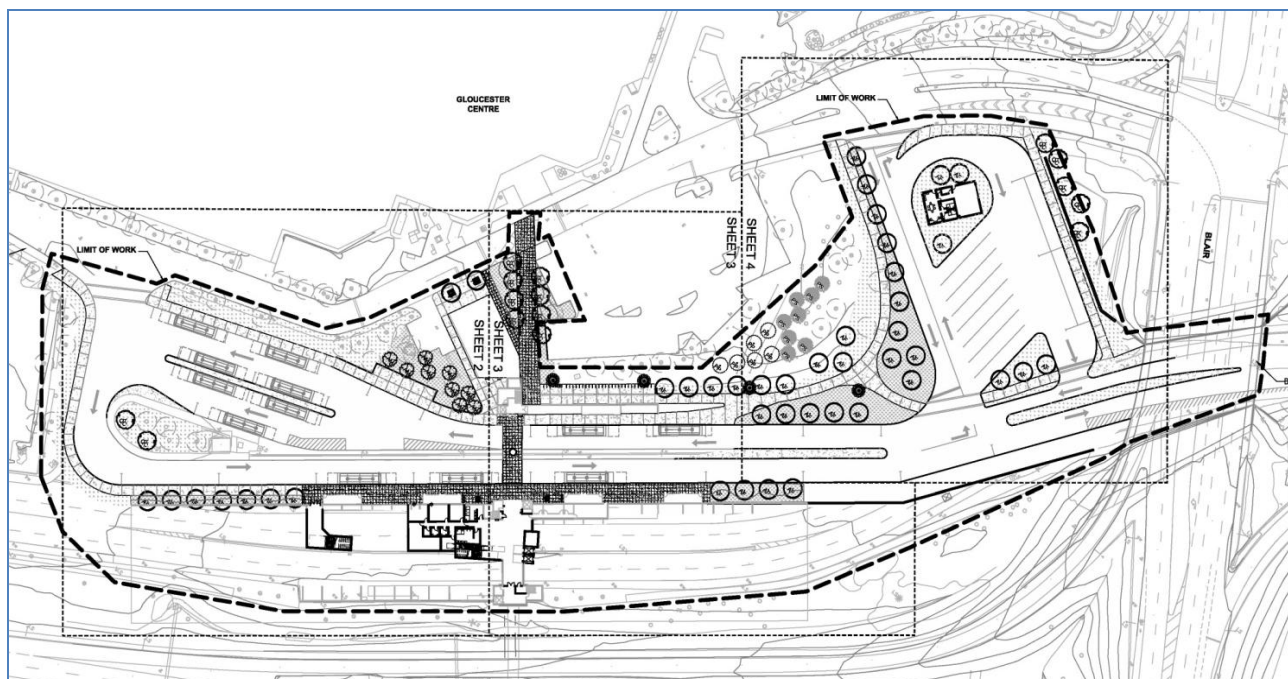 GLOUCESTER
CENTRE
LIMIT OF WORK
LIMIT OF WORK
SHEET 3
SHEET 4
BLAIR
SHEET 2
SHEET 3